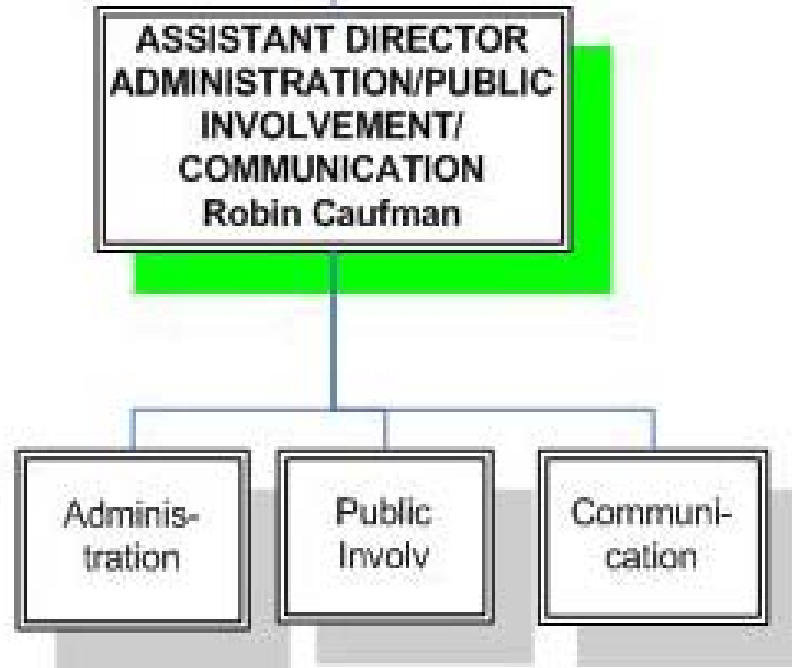 ASSISTANT DIRECTOR
ADMINISTRATION/PUBLIC
INVOLVEMENT/
COMMUNICATION
Robin Caufman
Adminis-
tration
Public
Involv
Communi-
cation